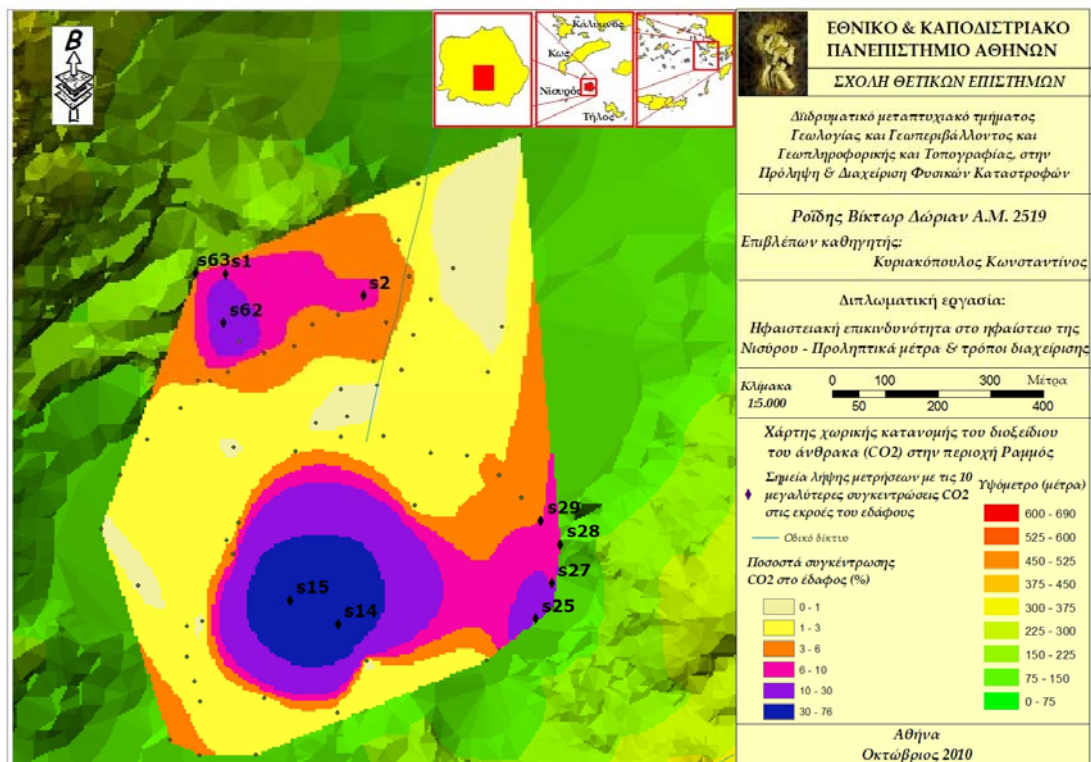 Β
Κάλυμνος
Κως
Νίσυρος
Τήλος
s63
s1
s2
s62
s29
s28
s27
s15
s14
s25
ΕΘΝΙΚΟ & ΚΑΠΟΔΙΣΤΡΙΑΚΟ
ΠΑΝΕΠΙΣΤΗΜΙΟ ΑΘΗΝΩΝ
ΣΧΟΛΗ ΘΕΤΙΚΩΝ ΕΠΙΣΤΗΜΩΝ
Διϊδρυματικό μεταπτυχιακό τμήματος
Γεωλογίας και Γεωπεριβάλλοντος και
Γεωπληροφορικής και Τοπογραφίας, στην
Πρόληψη & Διαχείριση Φυσικών Καταστροφών
Ροΐδης Βίκτωρ Δώριαν Α.Μ. 2519
Επιβλέπων καθηγητής:
Κυριακόπουλος Κωνσταντίνος
Διπλωματική εργασία:
Ηφαιστειακή επικινδυνότητα στο ηφαίστειο της
Νισύρου - Προληπτικά μέτρα & τρόποι διαχείρισης
Κλίμακα
1:5.000
0 100 300 Μέτρα
50 200 400
Χάρτης χωρικής κατανομής του διοξειδίου
του άνθρακα (CO2) στην περιοχή Ραμμός
Σημεία λήψης μετρήσεων με τις 10
μεγαλύτερες συγκεντρώσεις CO2
στις εκροές του εδάφους
Οδικό δίκτυο
Ποσοστά συγκέντρωσης
CO2 στο έδαφος (%)
0 - 1
1 - 3
3 - 6
6 - 10
10 - 30
30 - 76
Υψόμετρο (μέτρα)
600 - 690
525 - 600
450 - 525
375 - 450
300 - 375
225 - 300
150 - 225
75 - 150
0 - 75
Αθήνα
Οκτώβριος 2010